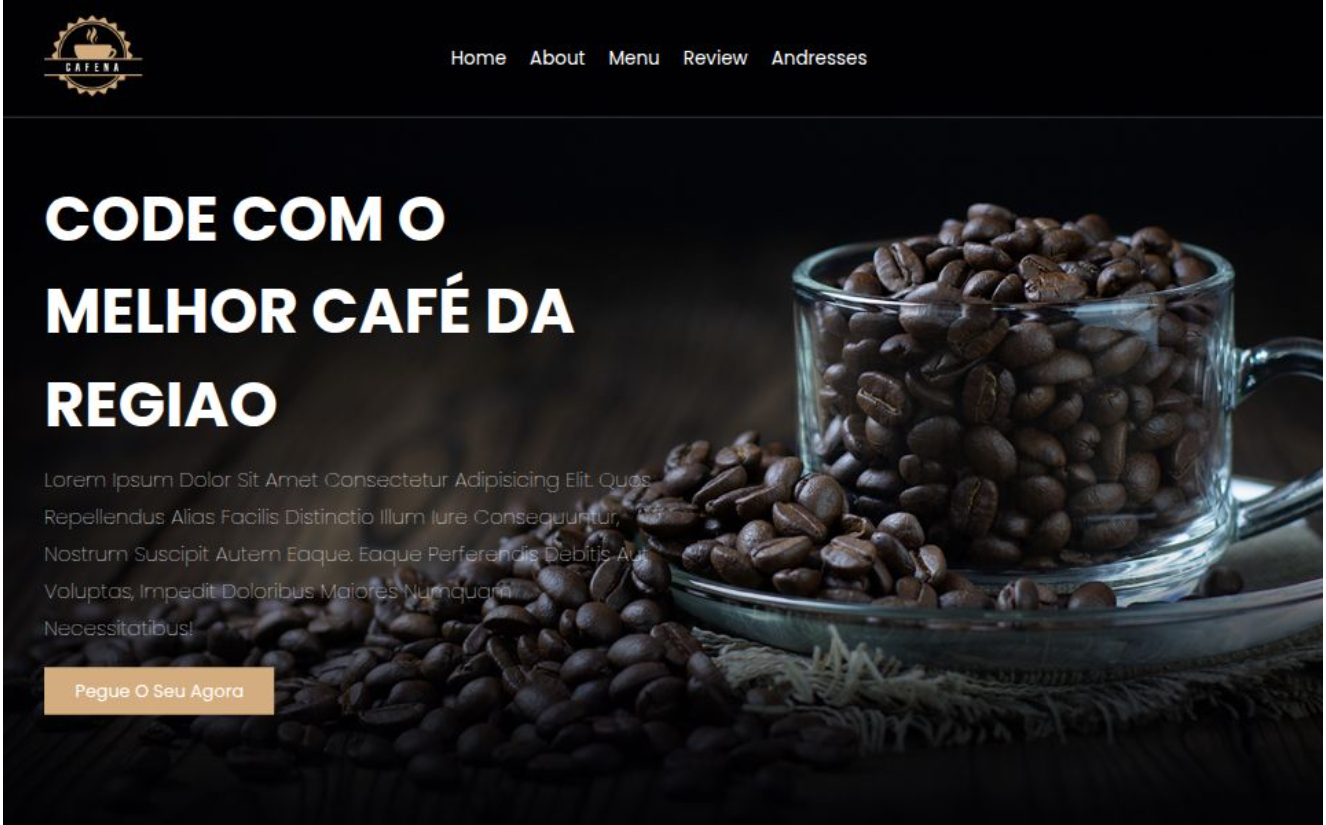 CAFENA
Home About Menu Review Andresses
CODE COM O
MELHOR CAFÉ DA
REGIAO
Lorem Ipsum Dolor Sit Amet Consectetur Adipisicing Elit. Quos
Repellendus Alias Facilis Distinctio Illum Iure Consequuntur,
Nostrum Suscipit Autem Eaque. Eaque Perferendis Debitis Aut
Voluptas, Impedit Doloribus Maiores Numquam
Necessitatibus!
Pegue O Seu Agora